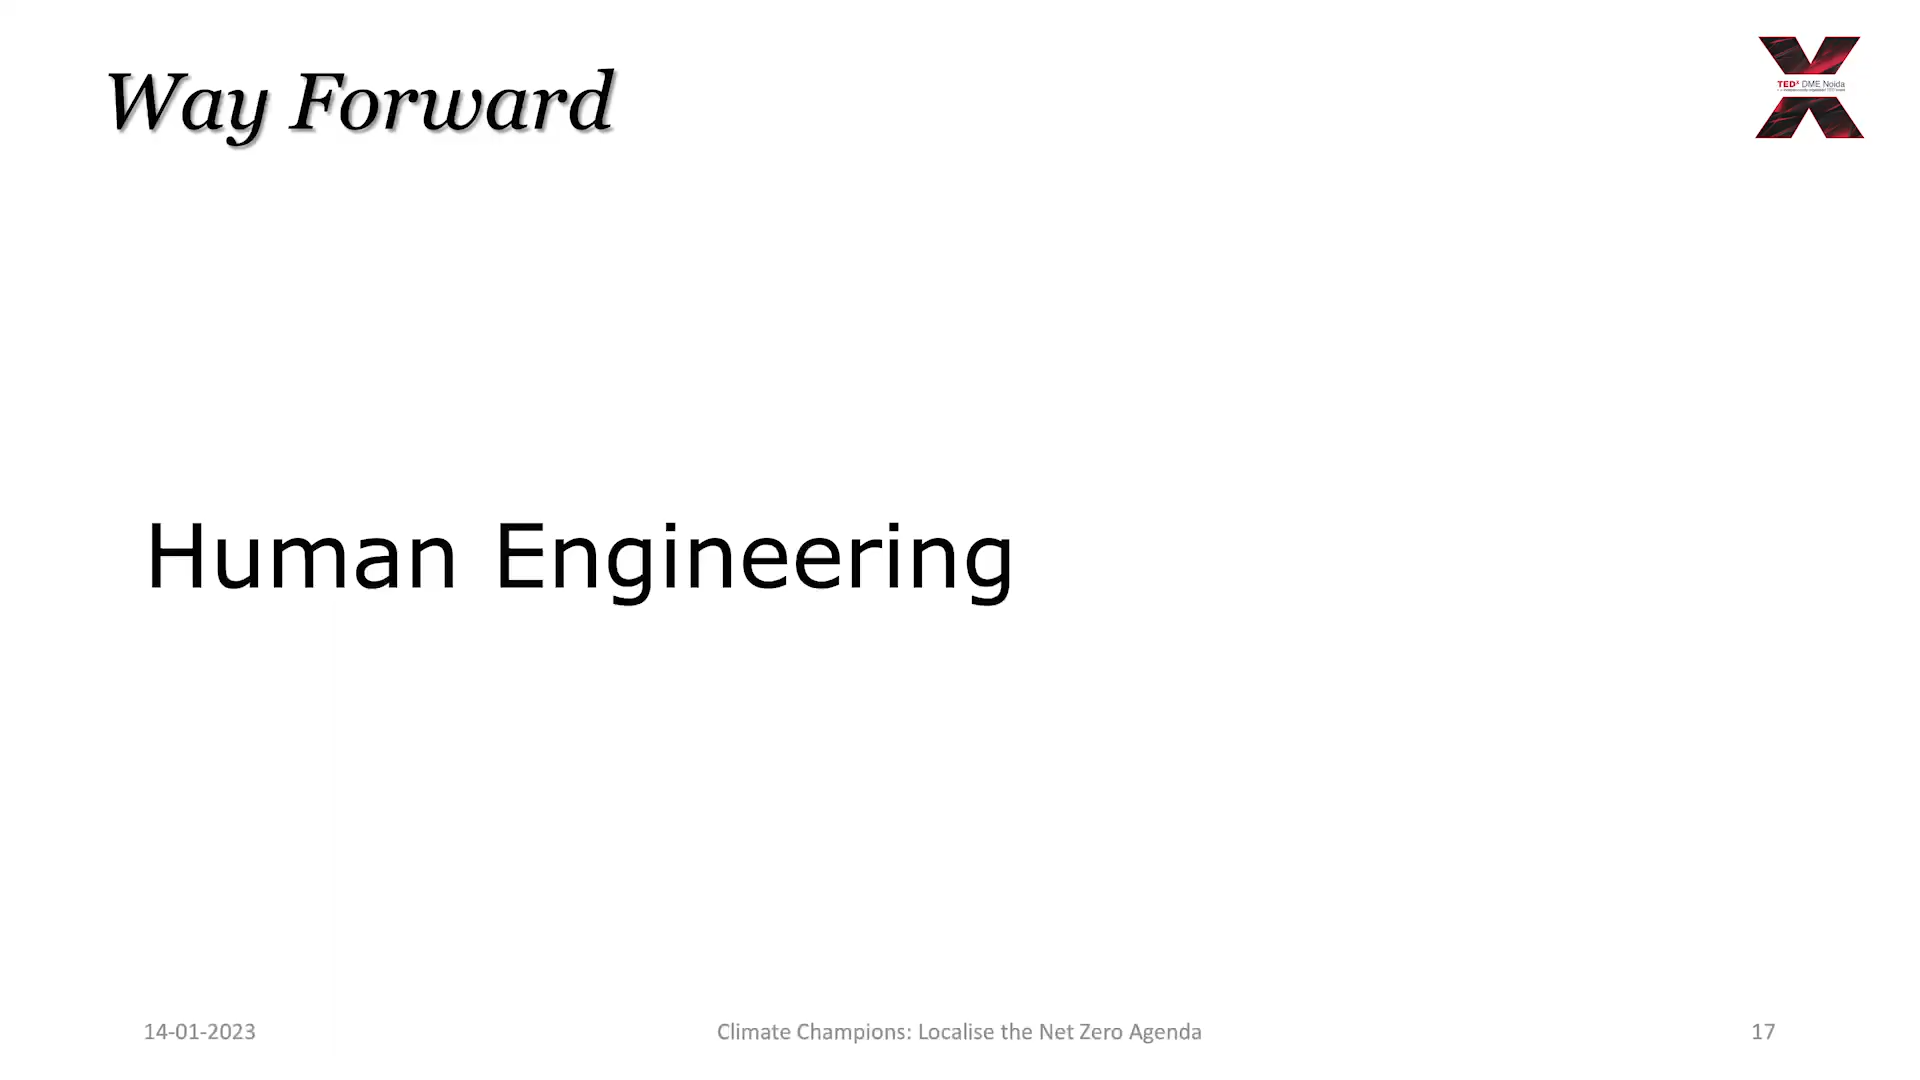 Way Forward
TEDx DME Noida
Human Engineering
14-01-2023
Climate Champions: Localise the Net Zero Agenda
17